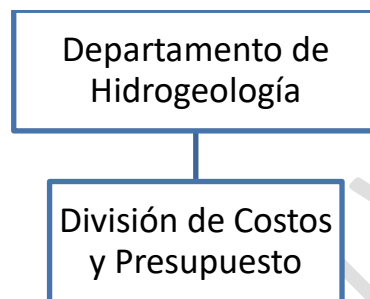 Departamento de
Hidrogeología
División de Costos
y Presupuesto